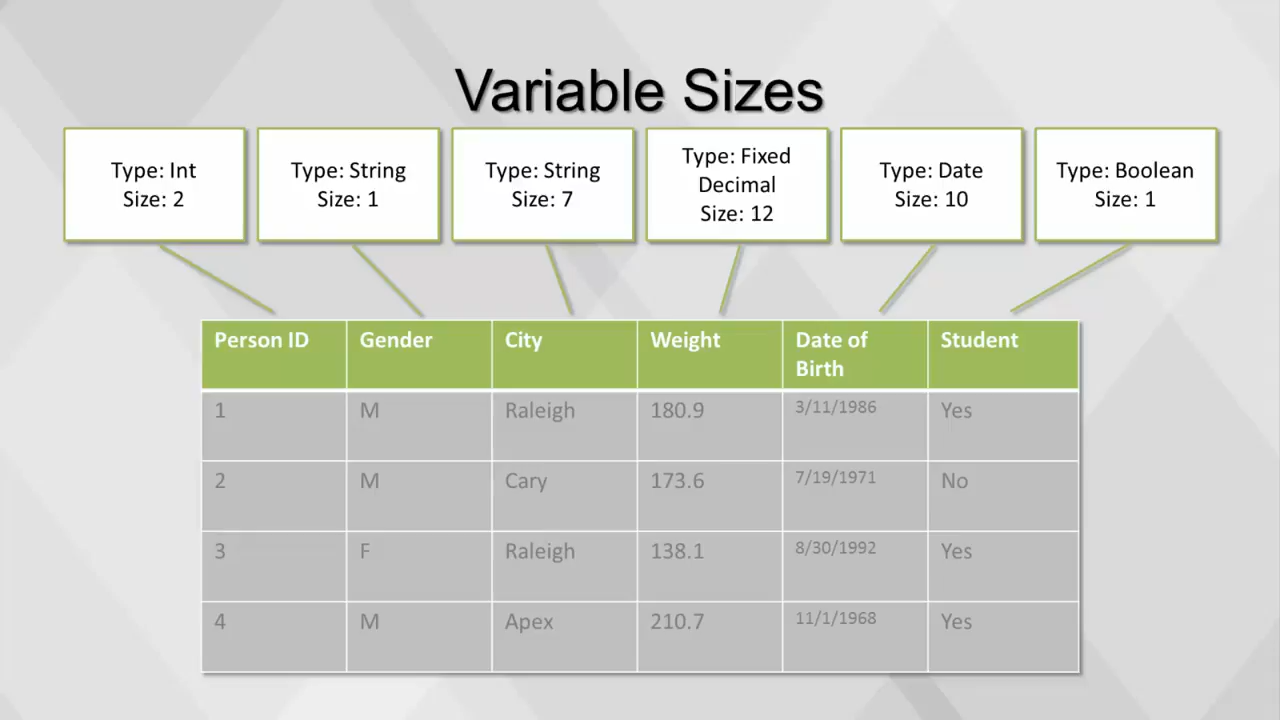 Variable Sizes
Type: Int
Size: 2
Type: String
Size: 1
Type: String
Size: 7
Type: Fixed
Decimal
Size: 12
Type: Date
Size: 10
Type: Boolean
Size: 1
Person ID Gender City Weight Date of Birth Student
1 M Raleigh 180.9 3/11/1986 Yes
2 M Cary 173.6 7/19/1971 No
3 F Raleigh 138.1 8/30/1992 Yes
4 M Apex 210.7 11/1/1968 Yes